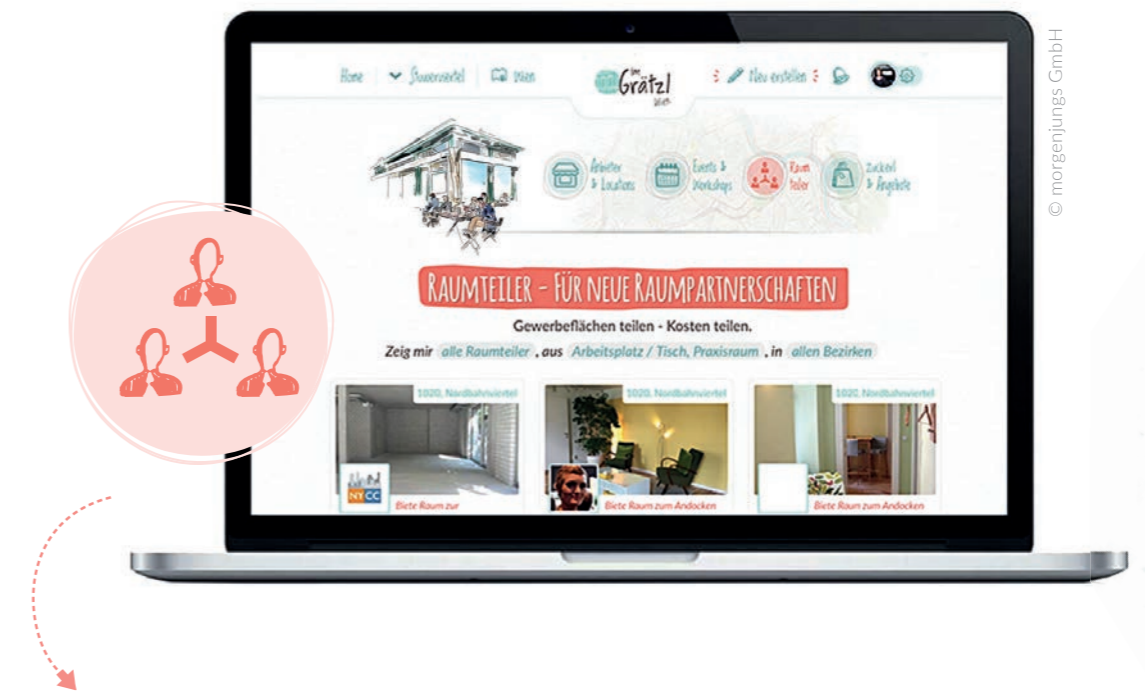 © morgenjungs GmbH
Home Stuwerviertel Wien
im
Grätzl
Wien
Neu erstellen
Anbieter
& Locations
Events &
Workshops
Raum
teiler
Zuckerl
& Angebote
RAUMTEILER - FÜR NEUE RAUMPARTNERSCHAFTEN
Gewerbeflächen teilen - Kosten teilen.
Zeig mir alle Raumteiler , aus Arbeitsplatz / Tisch, Praxisraum , in allen Bezirken
1020, Nordbahnviertel
1020, Nordbahnviertel
1020, Nordbahnviertel
NYCC
Biete Raum zur
Biete Raum zum Andocken
Biete Raum zum Andocken